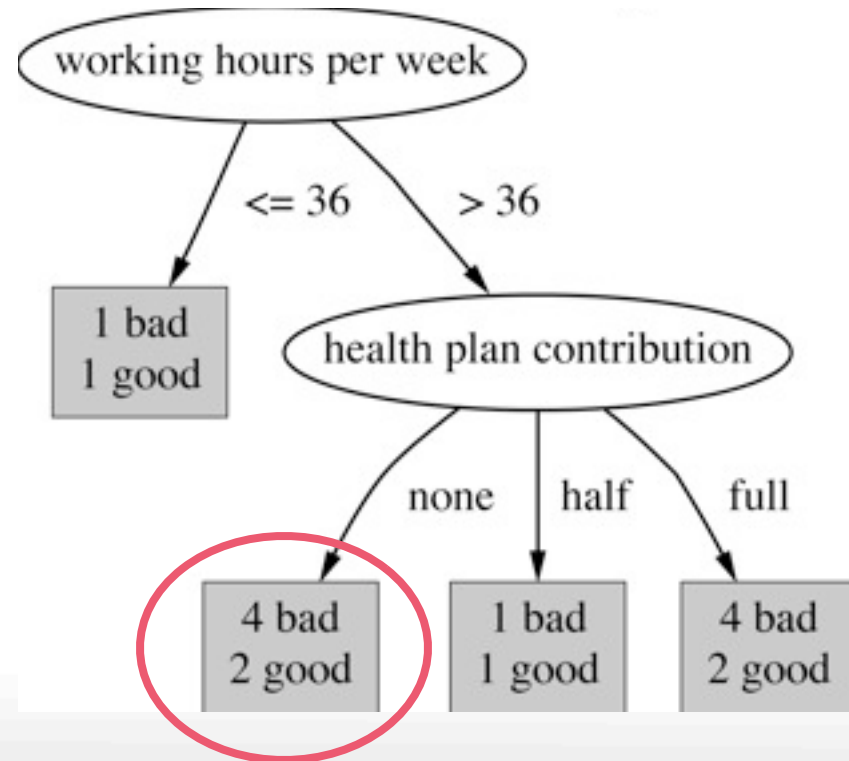 working hours per week
<= 36
> 36
1 bad
1 good
health plan contribution
none
half
full
4 bad
2 good
1 bad
1 good
4 bad
2 good